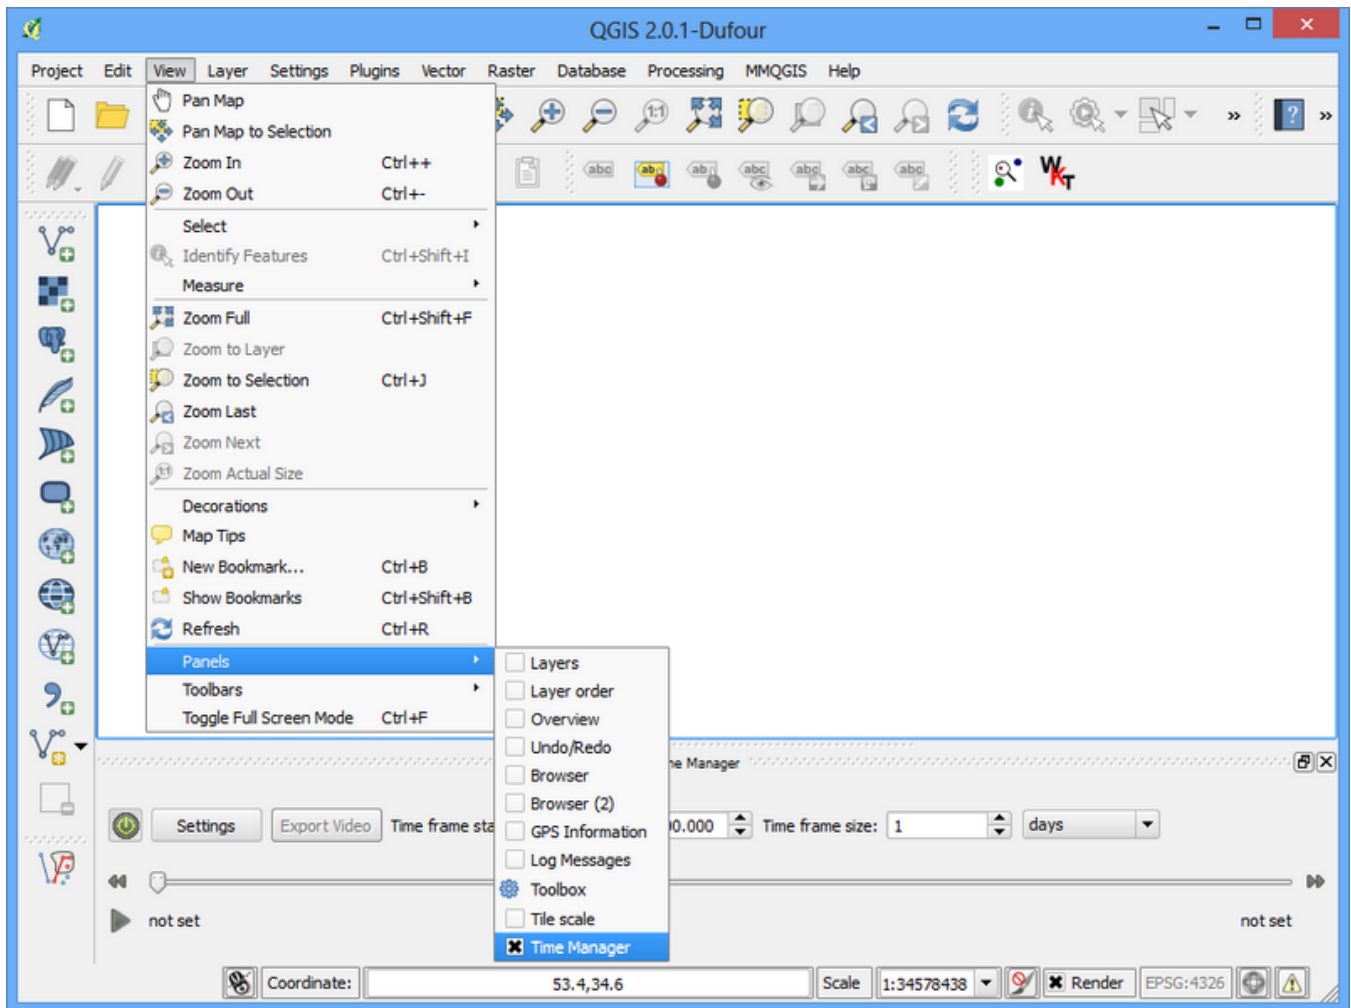 QGIS 2.0.1-Dufour
Project Edit View Layer Settings Plugins Vector Raster Database Processing MMQGIS Help
Pan Map
Pan Map to Selection
Zoom In Ctrl++
Zoom Out Ctrl+-
Select
Identify Features Ctrl+Shift+I
Measure
Zoom Full Ctrl+Shift+F
Zoom to Layer
Zoom to Selection Ctrl+J
Zoom Last
Zoom Next
Zoom Actual Size
Decorations
Map Tips
New Bookmark... Ctrl+B
Show Bookmarks Ctrl+Shift+B
Refresh Ctrl+R
Panels
Toolbars
Toggle Full Screen Mode Ctrl+F
1:1
abc abc abc abc abc abc
WKT
Layers
Layer order
Overview
Undo/Redo
Browser
Browser (2)
GPS Information
Log Messages
Toolbox
Tile scale
Time Manager
Manager
Settings Export Video Time frame 00.000 Time frame size: 1 days
not set not set
Coordinate: 53.4,34.6 Scale 1:34578438 Render EPSG:4326